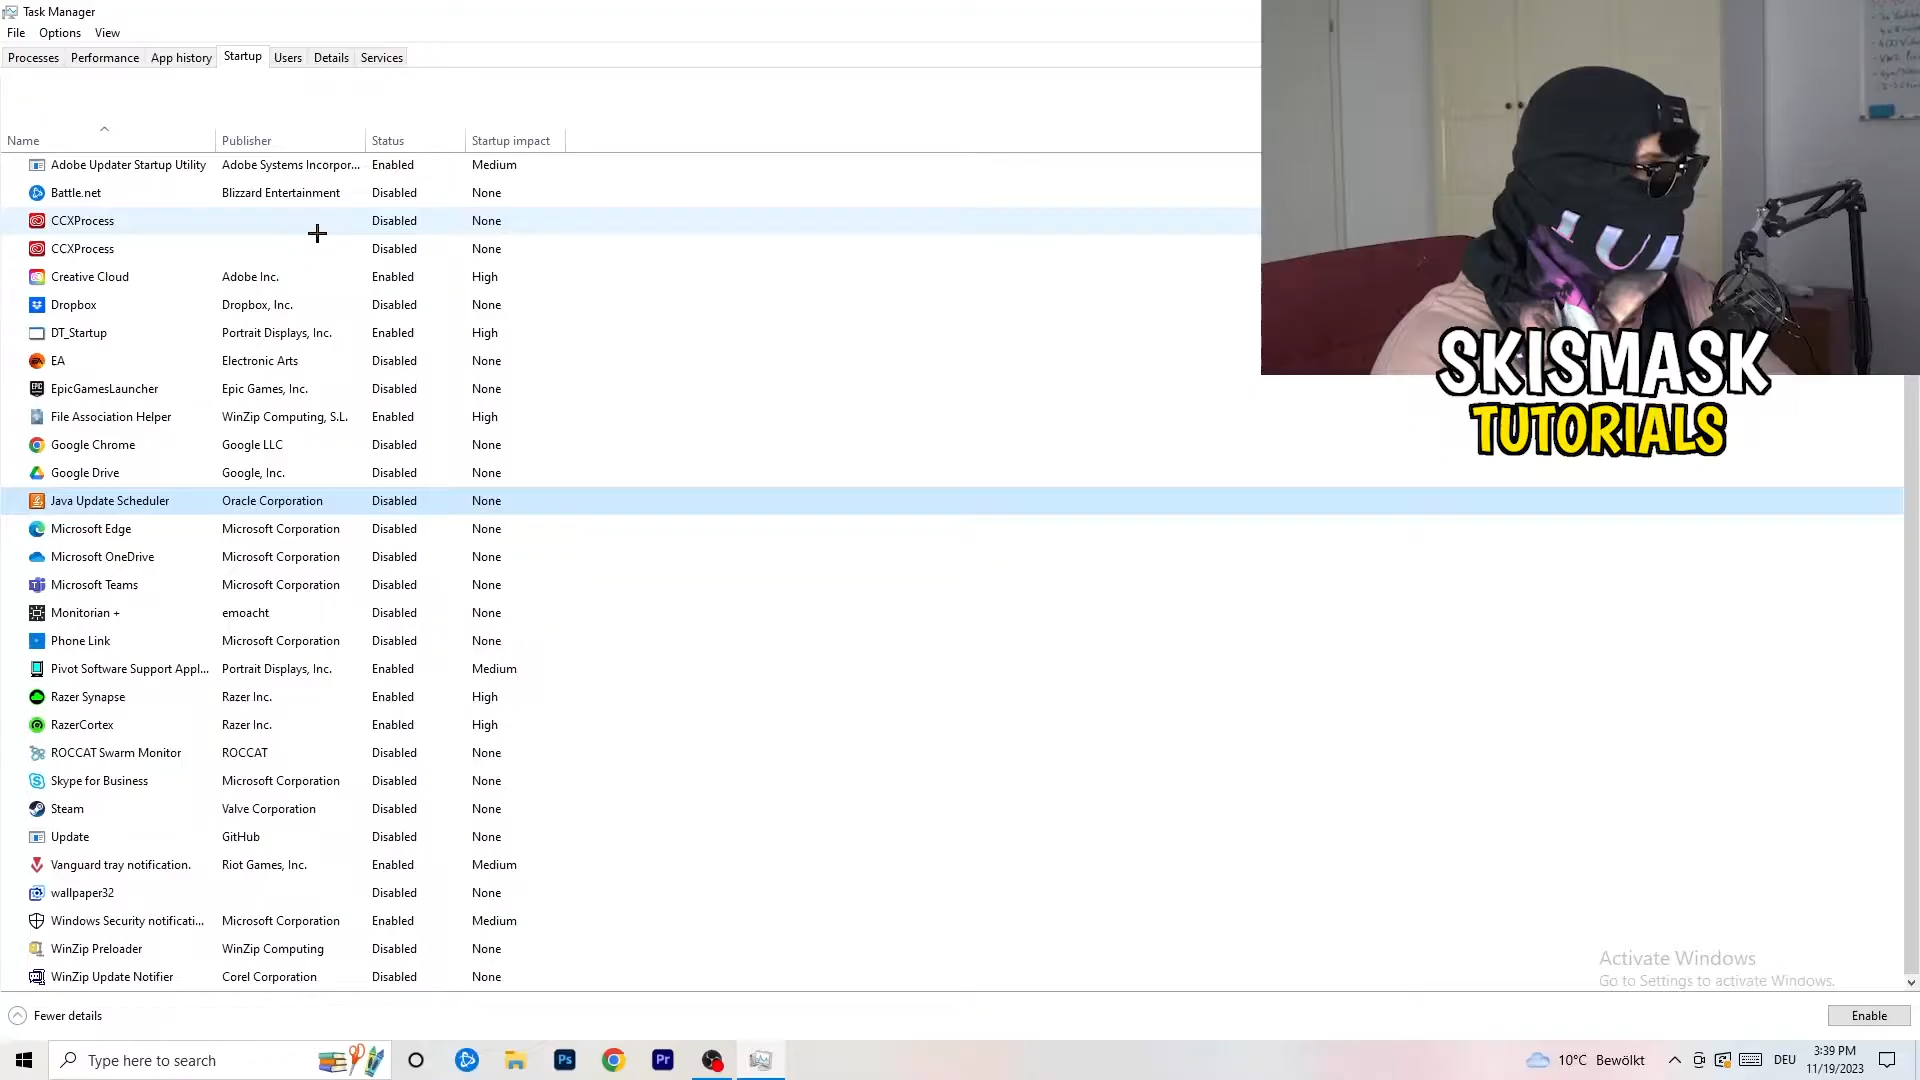 Task Manager
File Options View
Processes Performance App history Startup Users Details Services
Name Publisher Status Startup impact
Adobe Updater Startup Utility Adobe Systems Incorpor... Enabled Medium
Battle.net Blizzard Entertainment Disabled None
CCXProcess Disabled None
CCXProcess Disabled None
Creative Cloud Adobe Inc. Enabled High
Dropbox Dropbox, Inc. Disabled None
DT_Startup Portrait Displays, Inc. Enabled High
EA Electronic Arts Disabled None
EpicGamesLauncher Epic Games, Inc. Disabled None
File Association Helper WinZip Computing, S.L. Enabled High
Google Chrome Google LLC Disabled None
Google Drive Google, Inc. Disabled None
Java Update Scheduler Oracle Corporation Disabled None
Microsoft Edge Microsoft Corporation Disabled None
Microsoft OneDrive Microsoft Corporation Disabled None
Microsoft Teams Microsoft Corporation Disabled None
Monitorian + emoacht Disabled None
Phone Link Microsoft Corporation Disabled None
Pivot Software Support Appl... Portrait Displays, Inc. Enabled Medium
Razer Synapse Razer Inc. Enabled High
RazerCortex Razer Inc. Enabled High
ROCCAT Swarm Monitor ROCCAT Disabled None
Skype for Business Microsoft Corporation Disabled None
Steam Valve Corporation Disabled None
Update GitHub Disabled None
Vanguard tray notification. Riot Games, Inc. Enabled Medium
wallpaper32 Disabled None
Windows Security notificati... Microsoft Corporation Enabled Medium
WinZip Preloader WinZip Computing Disabled None
WinZip Update Notifier Corel Corporation Disabled None
SKISMASK
TUTORIALS
Activate Windows
Go to Settings to activate Windows.
Fewer details
Enable
Type here to search
Ps
Pr
10°C Bewölkt
DEU
3:39 PM
11/19/2023